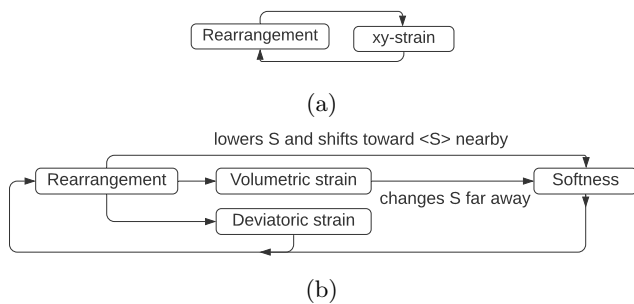 Rearrangement xy-strain
(a)
lowers S and shifts toward <S> nearby
Rearrangement Volumetric strain Softness
changes S far away
Deviatoric strain
(b)